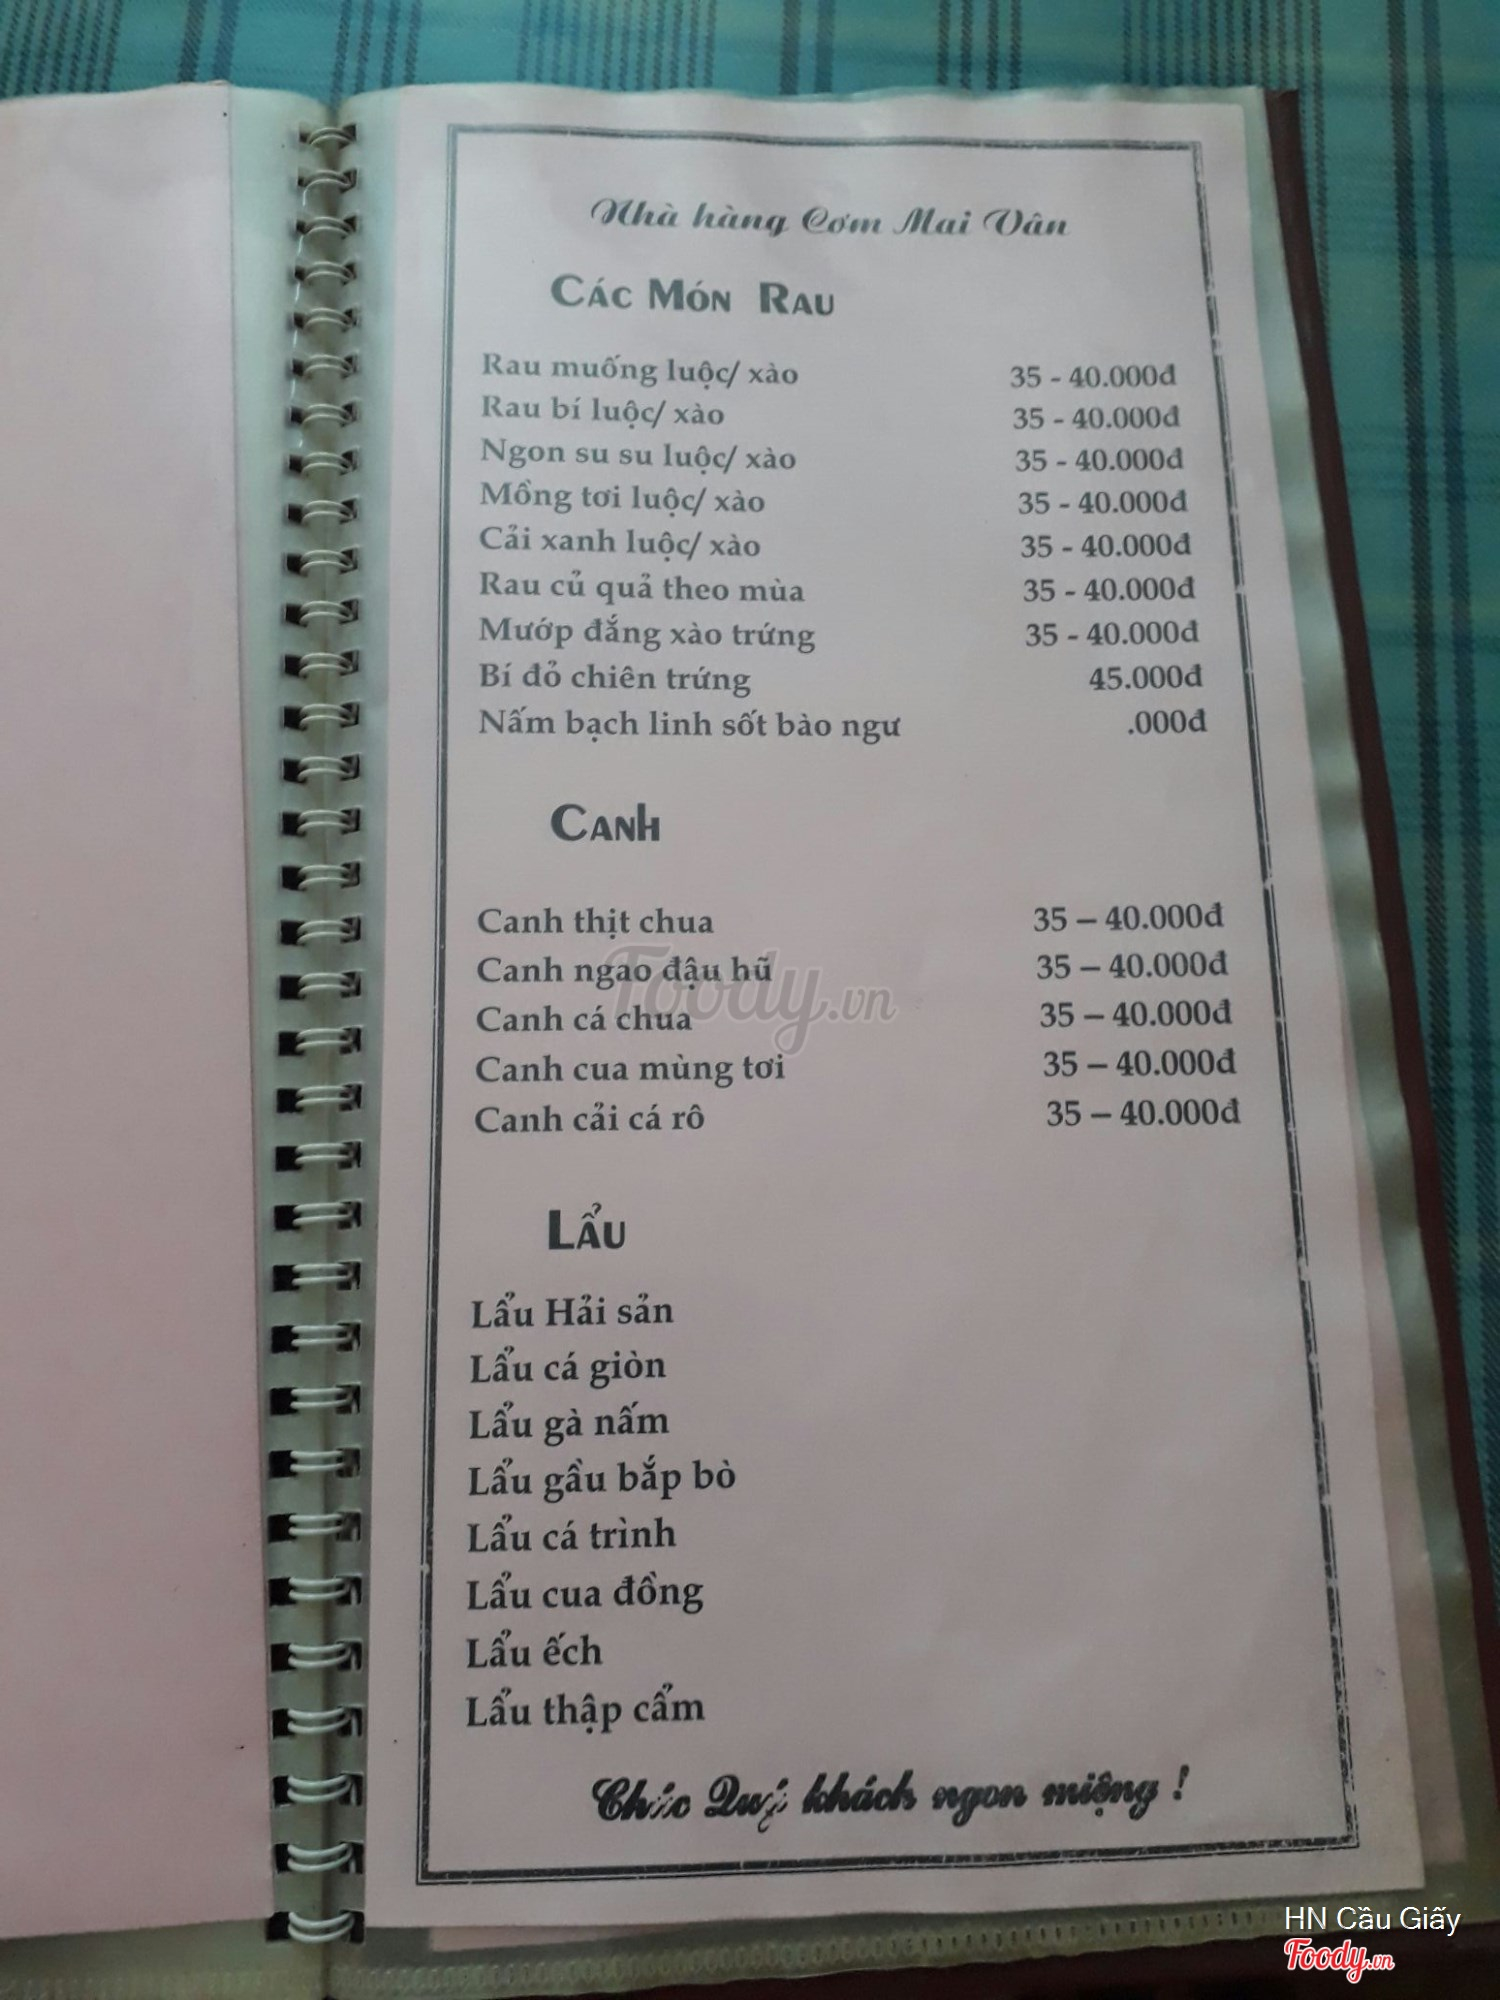 Nhà hàng Cơm Mai Vân
CÁC MÓN RAU
Rau muống luộc/ xào 35 - 40.000đ
Rau bí luộc/ xào 35 - 40.000đ
Ngon su su luộc/ xào 35 - 40.000đ
Mồng tơi luộc/ xào 35 - 40.000đ
Cải xanh luộc/ xào 35 - 40.000đ
Rau củ quả theo mùa 35 - 40.000đ
Mướp đắng xào trứng 35 - 40.000đ
Bí đỏ chiên trứng 45.000đ
Nấm bạch linh sốt bào ngư .000đ
CANH
Canh thịt chua 35 – 40.000đ
Canh ngao đậu hũ 35 – 40.000đ
Canh cá chua 35 – 40.000đ
Canh cua mùng tơi 35 – 40.000đ
Canh cải cá rô 35 – 40.000đ
Foody.vn
LẨU
Lẩu Hải sản
Lẩu cá giòn
Lẩu gà nấm
Lẩu gầu bắp bò
Lẩu cá trình
Lẩu cua đồng
Lẩu ếch
Lẩu thập cẩm
Chúc Quý khách ngon miệng !
HN Cầu Giấy
Foody.vn